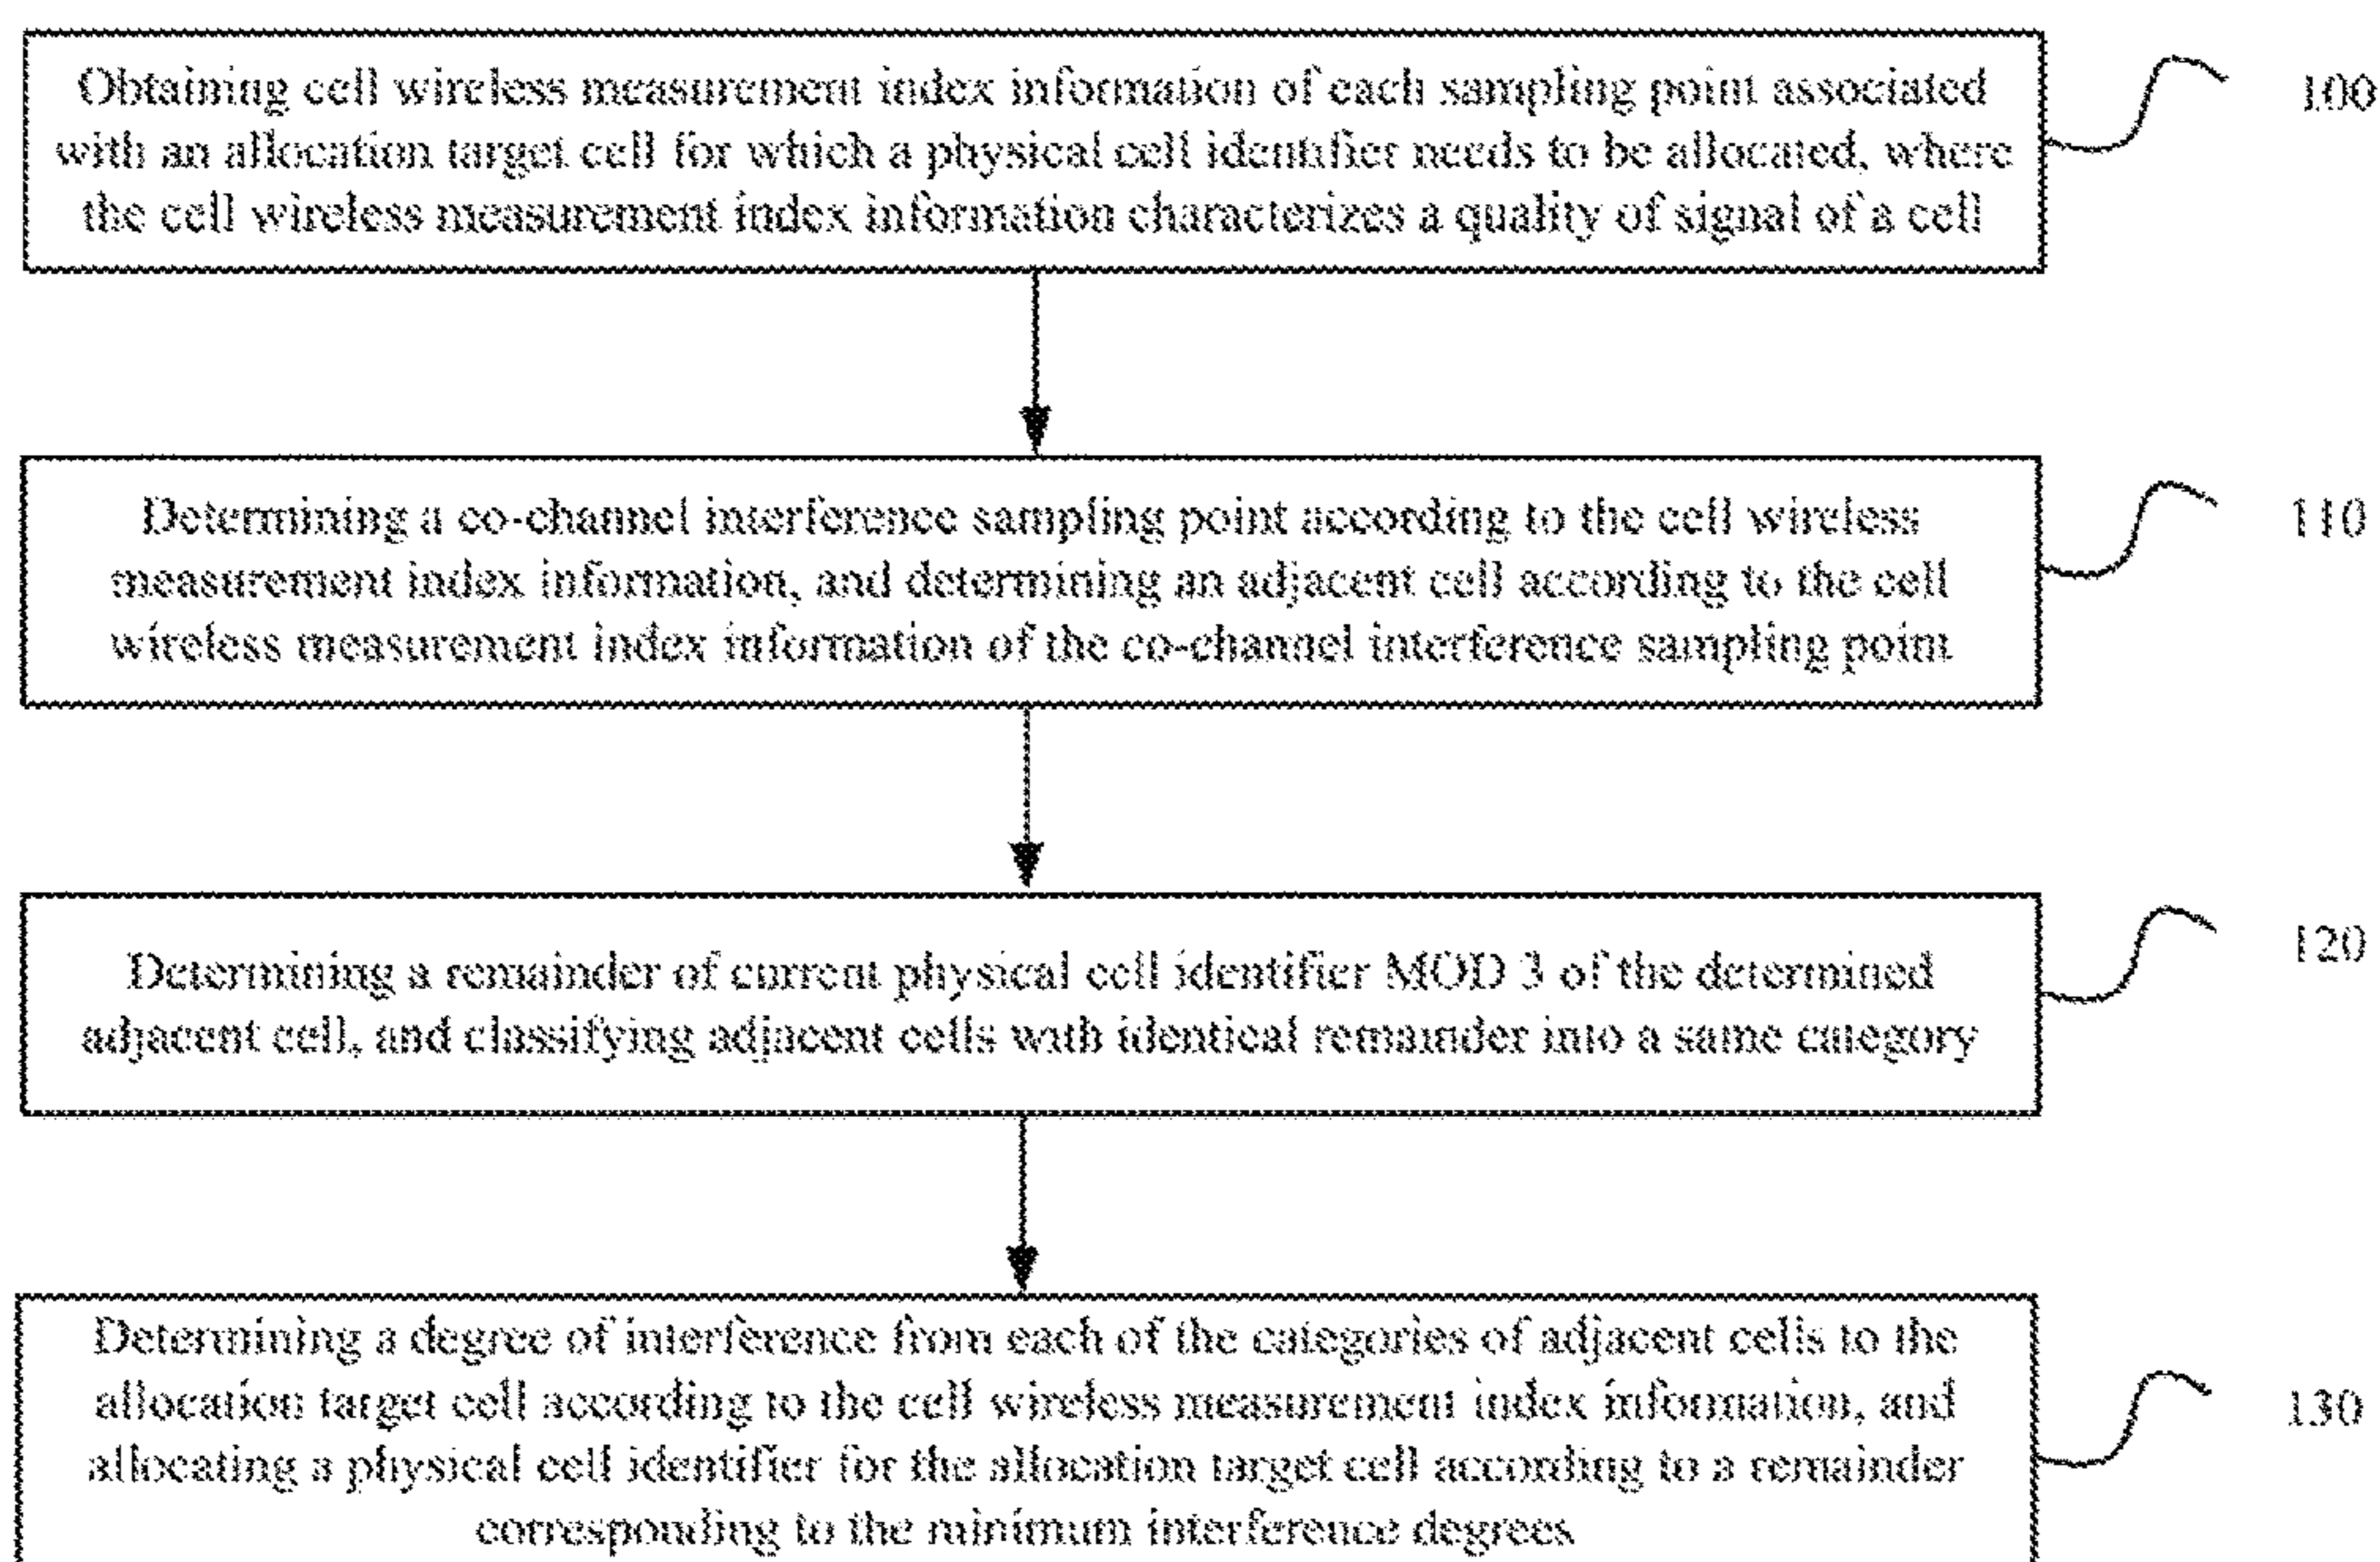 Obtaining cell wireless measurement index information of each sampling point associated
with an allocation target cell for which a physical cell identifier needs to be allocated, where
the cell wireless measurement index information characterizes a quality of signal of a cell
100
Determining a co-channel interference sampling point according to the cell wireless
measurement index information, and determining an adjacent cell according to the cell
wireless measurement index information of the co-channel interference sampling point
110
Determining a remainder of current physical cell identifier MOD 3 of the determined
adjacent cell, and classifying adjacent cells with identical remainder into a same category
120
Determining a degree of interference from each of the categories of adjacent cells to the
allocation target cell according to the cell wireless measurement index information, and
allocating a physical cell identifier for the allocation target cell according to a remainder
corresponding to the minimum interference degrees
130